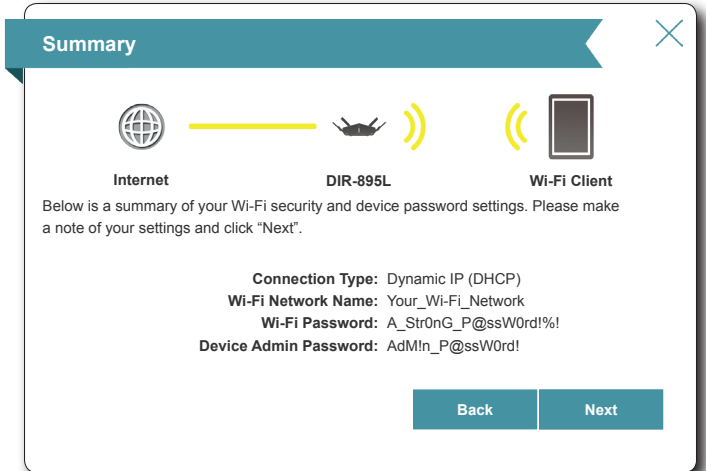 Summary
Internet
DIR-895L
Wi-Fi Client
Below is a summary of your Wi-Fi security and device password settings. Please make
a note of your settings and click “Next”.
Connection Type: Dynamic IP (DHCP)
Wi-Fi Network Name: Your_Wi-Fi_Network
Wi-Fi Password: A_Str0nG_P@ssW0rd!%!
Device Admin Password: AdM!n_P@ssW0rd!
Back
Next